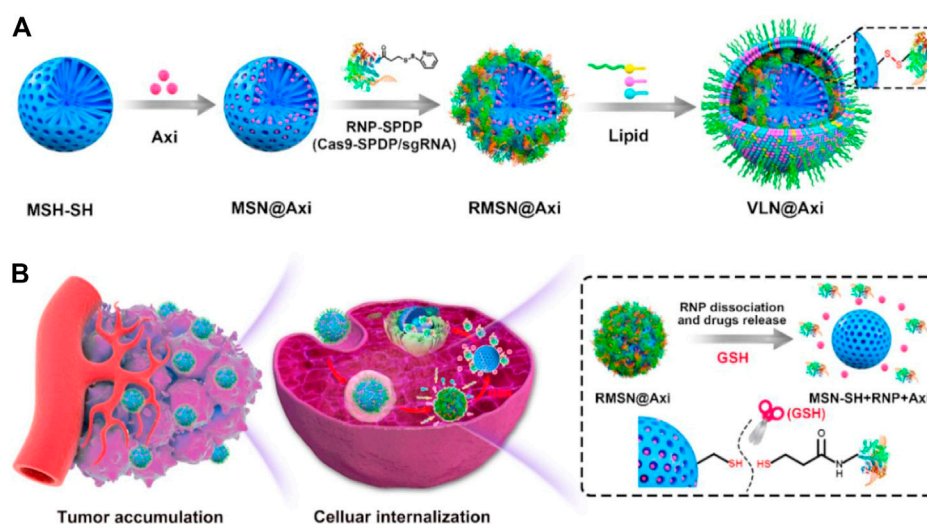 A
Axi
RNP-SPDP
(Cas9-SPDP/sgRNA)
Lipid
MSH-SH
MSN@Axi
RMSN@Axi
VLN@Axi
O
S
S
N
S
S
B
Tumor accumulation
Celluar internalization
RNP dissociation
and drugs release
GSH
RMSN@Axi
MSN-SH+RNP+Axi
(GSH)
SH
HS
O
N
H